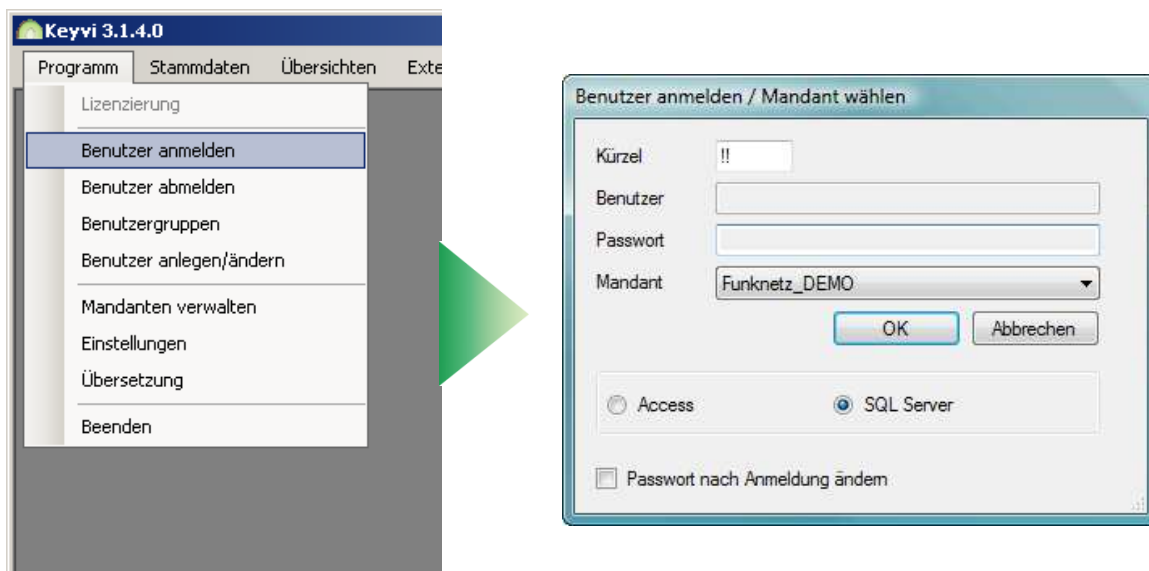 Keyvi 3.1.4.0
Programm Stammdaten Übersichten Exte
Lizenzierung
Benutzer anmelden
Benutzer abmelden
Benutzergruppen
Benutzer anlegen/ändern
Mandanten verwalten
Einstellungen
Übersetzung
Beenden
Benutzer anmelden / Mandant wählen
Kürzel !!
Benutzer
Passwort
Mandant Funknetz_DEMO
OK Abbrechen
Access SQL Server
Passwort nach Anmeldung ändern